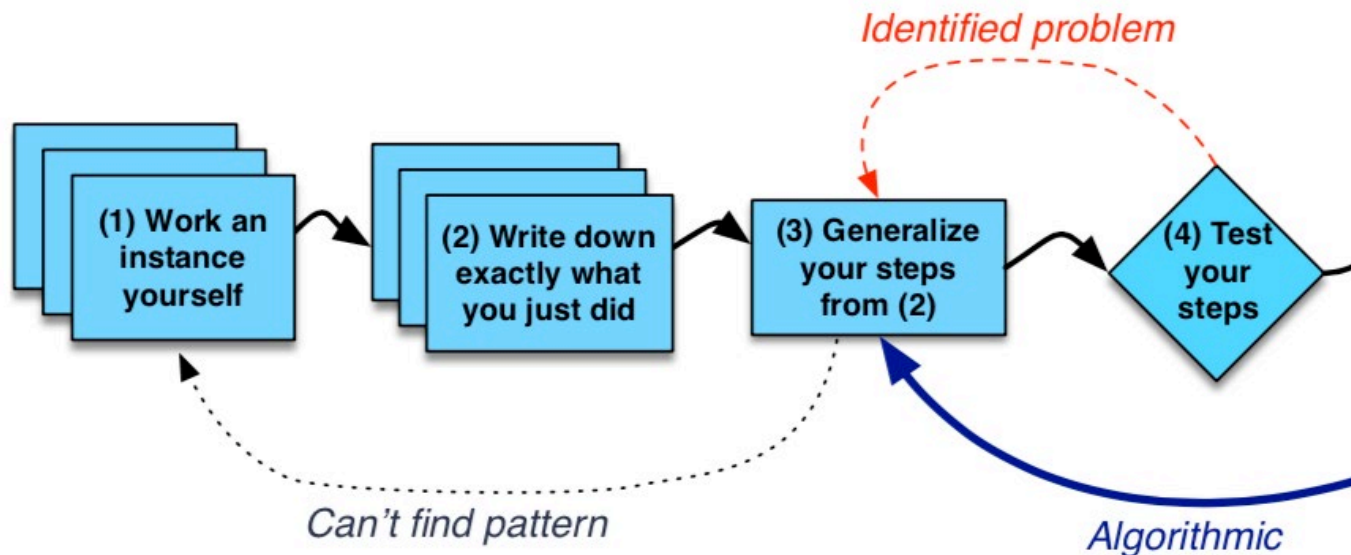 Identified problem
(1) Work an
instance
yourself
(2) Write down
exactly what
you just did
(3) Generalize
your steps
from (2)
(4) Test
your
steps
Can't find pattern
Algorithmic